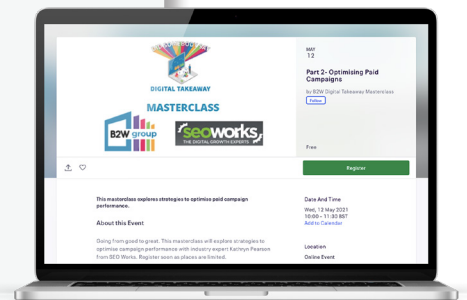 DIGITAL TAKEAWAY
MASTERCLASS
B2W group
seoworks
THE DIGITAL GROWTH EXPERTS
MAY
12
Part 2- Optimising Paid
Campaigns
by B2W Digital Takeaway Masterclass
Follow
Free
Register
This masterclass explores strategies to optimise paid campaign
performance.
About this Event
Going from good to great. This masterclass will explore strategies to
optimise campaign performance with industry expert Kathryn Pearson
from SEO Works. Register soon as places are limited.
Date And Time
Wed, 12 May 2021
10:00 - 11:30 BST
Add to Calendar
Location
Online Event